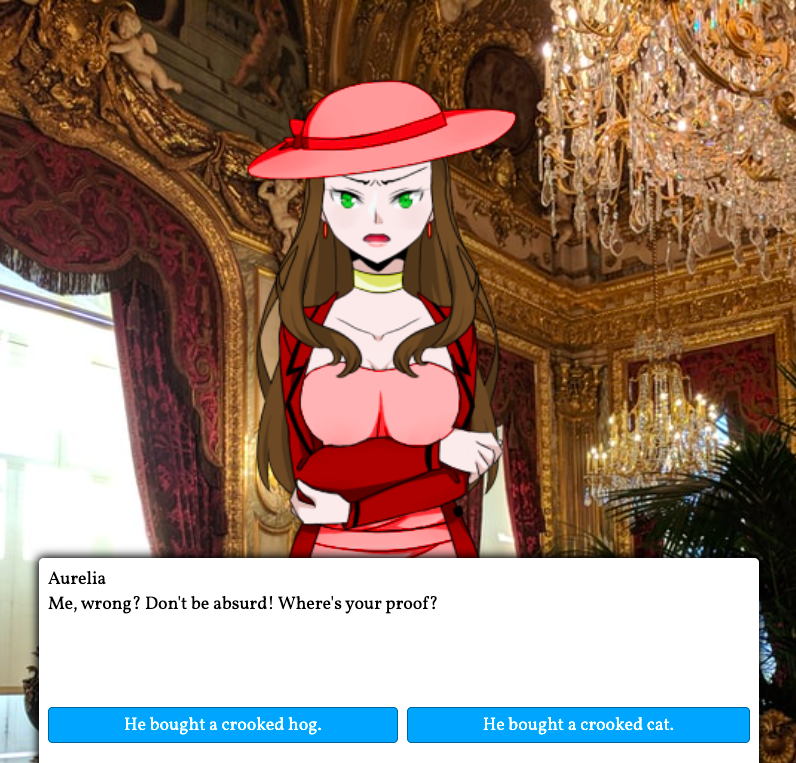 Aurelia
Me, wrong? Don't be absurd! Where's your proof?
He bought a crooked hog.
He bought a crooked cat.